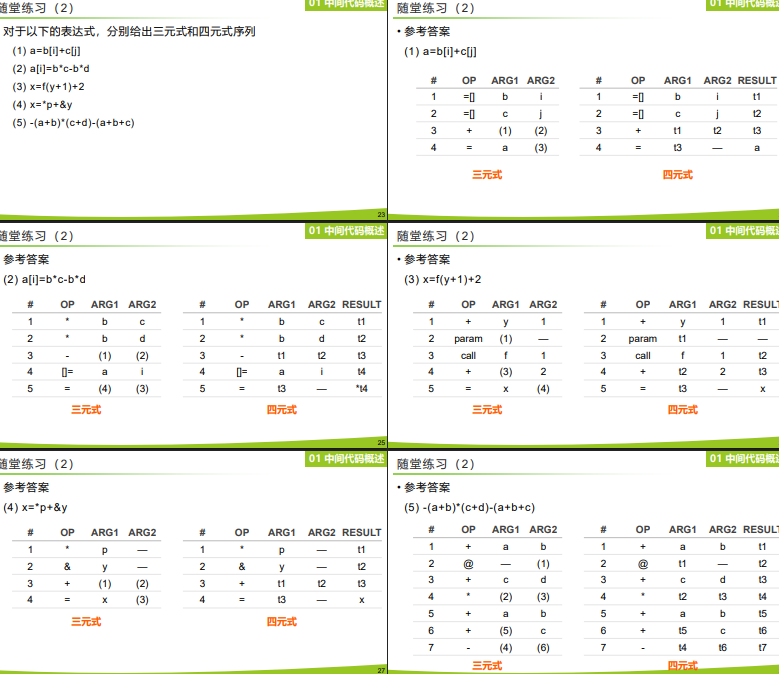 随堂练习（2）
01 中间代码概述
对于以下的表达式，分别给出三元式和四元式序列
(1) a=b[i]+c[j]
(2) a[i]=b*c-b*d
(3) x=f(y+1)+2
(4) x=*p+&y
(5) -(a+b)*(c+d)-(a+b+c)
23
随堂练习（2）
01 中间代码概述
• 参考答案
(1) a=b[i]+c[j]
# OP ARG1 ARG2
1 =[] b i
2 =[] c j
3 + (1) (2)
4 = a (3)
三元式
# OP ARG1 ARG2 RESULT
1 =[] b i t1
2 =[] c j t2
3 + t1 t2 t3
4 = t3 — a
四元式
随堂练习（2）
01 中间代码概述
参考答案
(2) a[i]=b*c-b*d
# OP ARG1 ARG2
1 * b c
2 * b d
3 - (1) (2)
4 []= a i
5 = (4) (3)
三元式
# OP ARG1 ARG2 RESULT
1 * b c t1
2 * b d t2
3 - t1 t2 t3
4 []= a i t4
5 = t3 — *t4
四元式
25
随堂练习（2）
01 中间代码概述
• 参考答案
(3) x=f(y+1)+2
# OP ARG1 ARG2
1 + y 1
2 param (1) —
3 call f 1
4 + (3) 2
5 = x (4)
三元式
# OP ARG1 ARG2 RESULT
1 + y 1 t1
2 param t1 — —
3 call f 1 t2
4 + t2 2 t3
5 = t3 — x
四元式
随堂练习（2）
01 中间代码概述
参考答案
(4) x=*p+&y
# OP ARG1 ARG2
1 * p —
2 & y —
3 + (1) (2)
4 = x (3)
三元式
# OP ARG1 ARG2 RESULT
1 * p — t1
2 & y — t2
3 + t1 t2 t3
4 = t3 — x
四元式
27
随堂练习（2）
01 中间代码概述
• 参考答案
(5) -(a+b)*(c+d)-(a+b+c)
# OP ARG1 ARG2
1 + a b
2 @ — (1)
3 + c d
4 * (2) (3)
5 + a b
6 + (5) c
7 - (4) (6)
三元式
# OP ARG1 ARG2 RESULT
1 + a b t1
2 @ t1 — t2
3 + c d t3
4 * t2 t3 t4
5 + a b t5
6 + t5 c t6
7 - t4 t6 t7
四元式